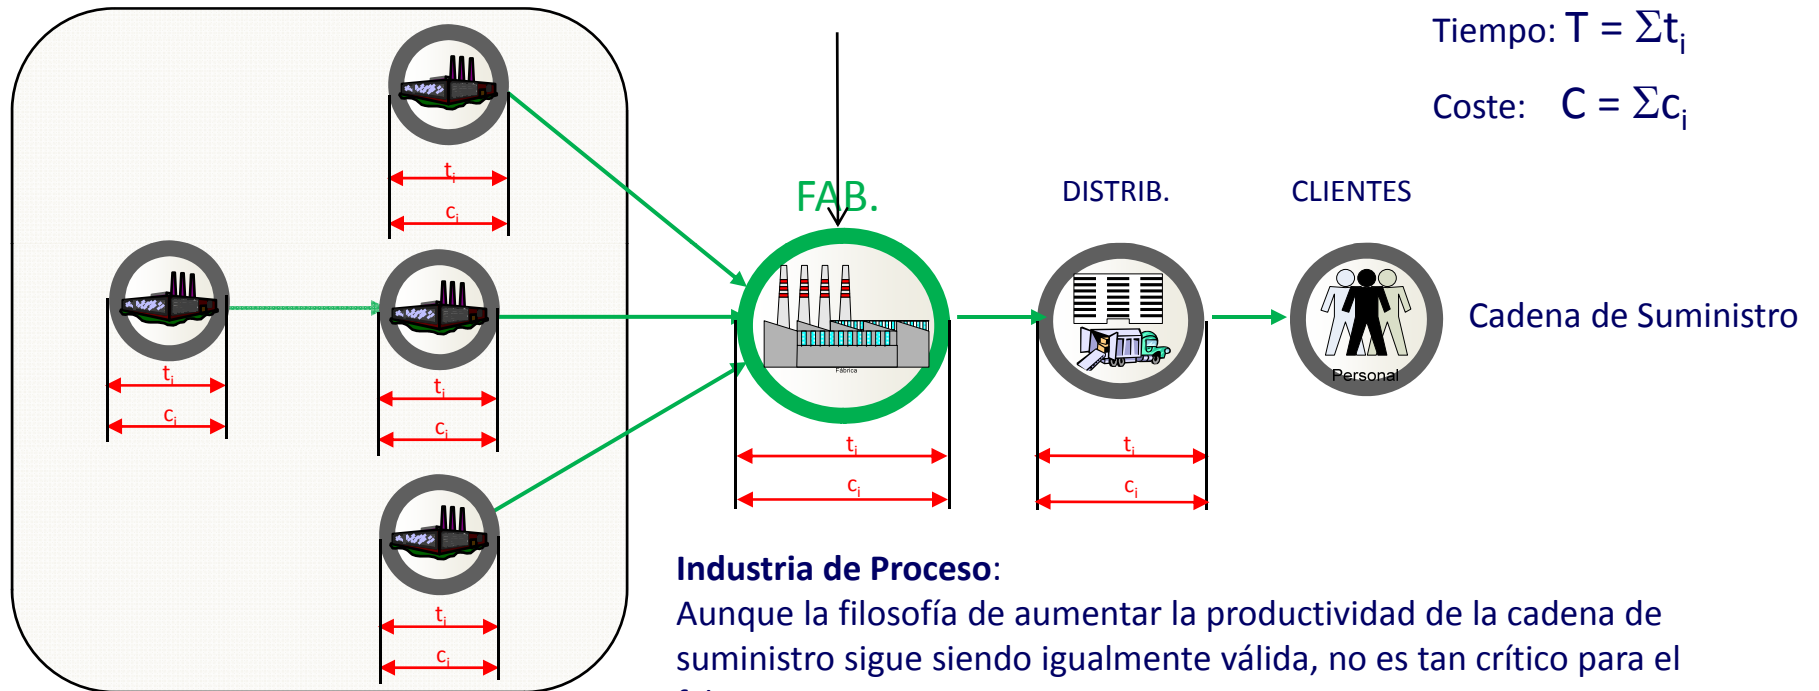 Tiempo: T = Σtᵢ
Coste: C = Σcᵢ
tᵢ
cᵢ
FAB.
DISTRIB.
CLIENTES
Fábrica
Personal
Cadena de Suministro
tᵢ
cᵢ
tᵢ
cᵢ
tᵢ
cᵢ
tᵢ
cᵢ
tᵢ
cᵢ
Industria de Proceso:
Aunque la filosofía de aumentar la productividad de la cadena de
suministro sigue siendo igualmente válida, no es tan crítico para el